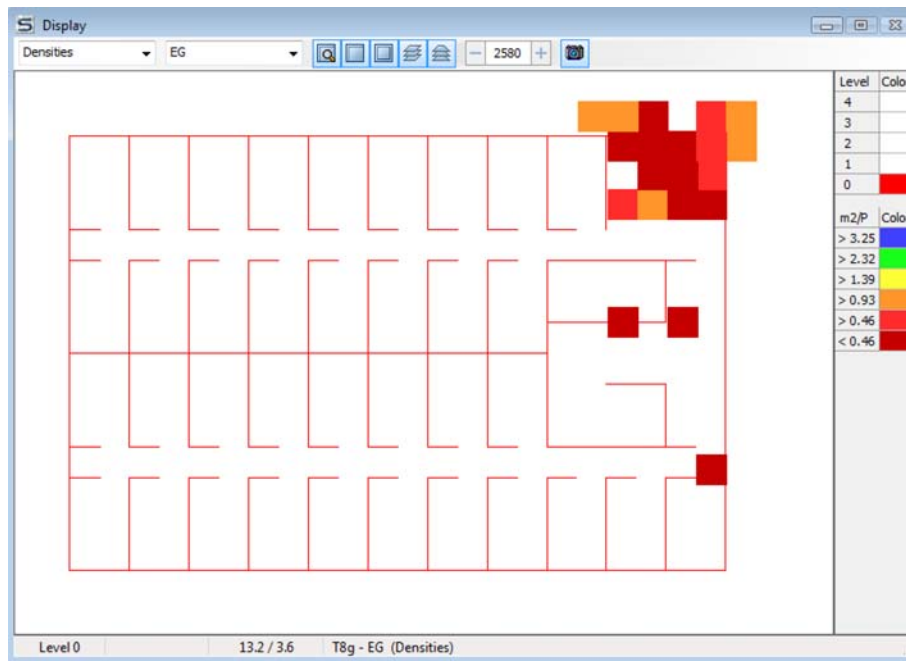 Display
Densities EG 2580
Level Colo
4
3
2
1
0
m2/P Colo
> 3.25
> 2.32
> 1.39
> 0.93
> 0.46
< 0.46
Level 0 13.2 / 3.6 T8g - EG (Densities)